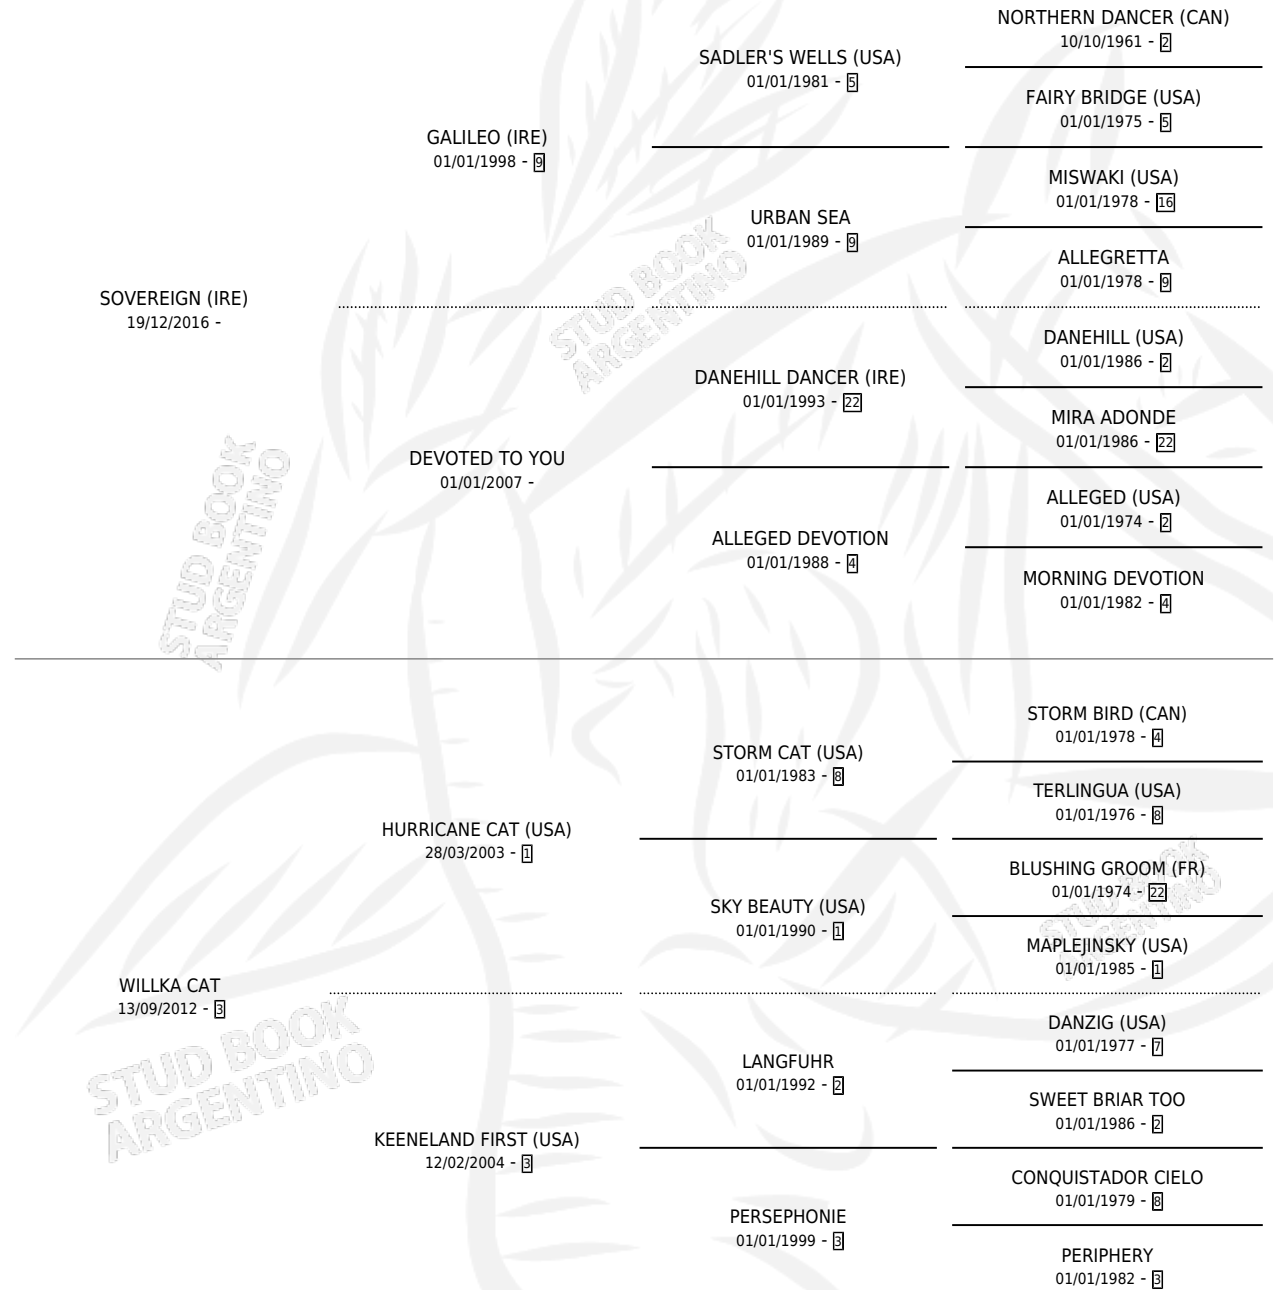 NORTHERN DANCER (CAN)
10/10/1961 - 2
SADLER'S WELLS (USA)
01/01/1981 - 5
FAIRY BRIDGE (USA)
01/01/1975 - 5
GALILEO (IRE)
01/01/1998 - 9
MISWAKI (USA)
01/01/1978 - 16
URBAN SEA
01/01/1989 - 9
ALLEGRETTA
01/01/1978 - 9
SOVEREIGN (IRE)
19/12/2016 -
STUD BOOK
ARGENTINO
DANEHILL (USA)
01/01/1986 - 2
DANEHILL DANCER (IRE)
01/01/1993 - 22
MIRA ADONDE
01/01/1986 - 22
DEVOTED TO YOU
01/01/2007 -
ALLEGED (USA)
01/01/1974 - 2
ALLEGED DEVOTION
01/01/1988 - 4
MORNING DEVOTION
01/01/1982 - 4
STUD BOOK
ARGENTINO
STORM BIRD (CAN)
01/01/1978 - 4
STORM CAT (USA)
01/01/1983 - 8
TERLINGUA (USA)
01/01/1976 - 8
HURRICANE CAT (USA)
28/03/2003 - 1
BLUSHING GROOM (FR)
01/01/1974 - 22
SKY BEAUTY (USA)
01/01/1990 - 1
STUD BOOK
ARGENTINO
MAPLEJINSKY (USA)
01/01/1985 - 1
WILLKA CAT
13/09/2012 - 3
STUD BOOK
ARGENTINO
DANZIG (USA)
01/01/1977 - 7
LANGFUHR
01/01/1992 - 2
SWEET BRIAR TOO
01/01/1986 - 2
KEENELAND FIRST (USA)
12/02/2004 - 3
CONQUISTADOR CIELO
01/01/1979 - 8
PERSEPHONIE
01/01/1999 - 3
PERIPHERY
01/01/1982 - 3